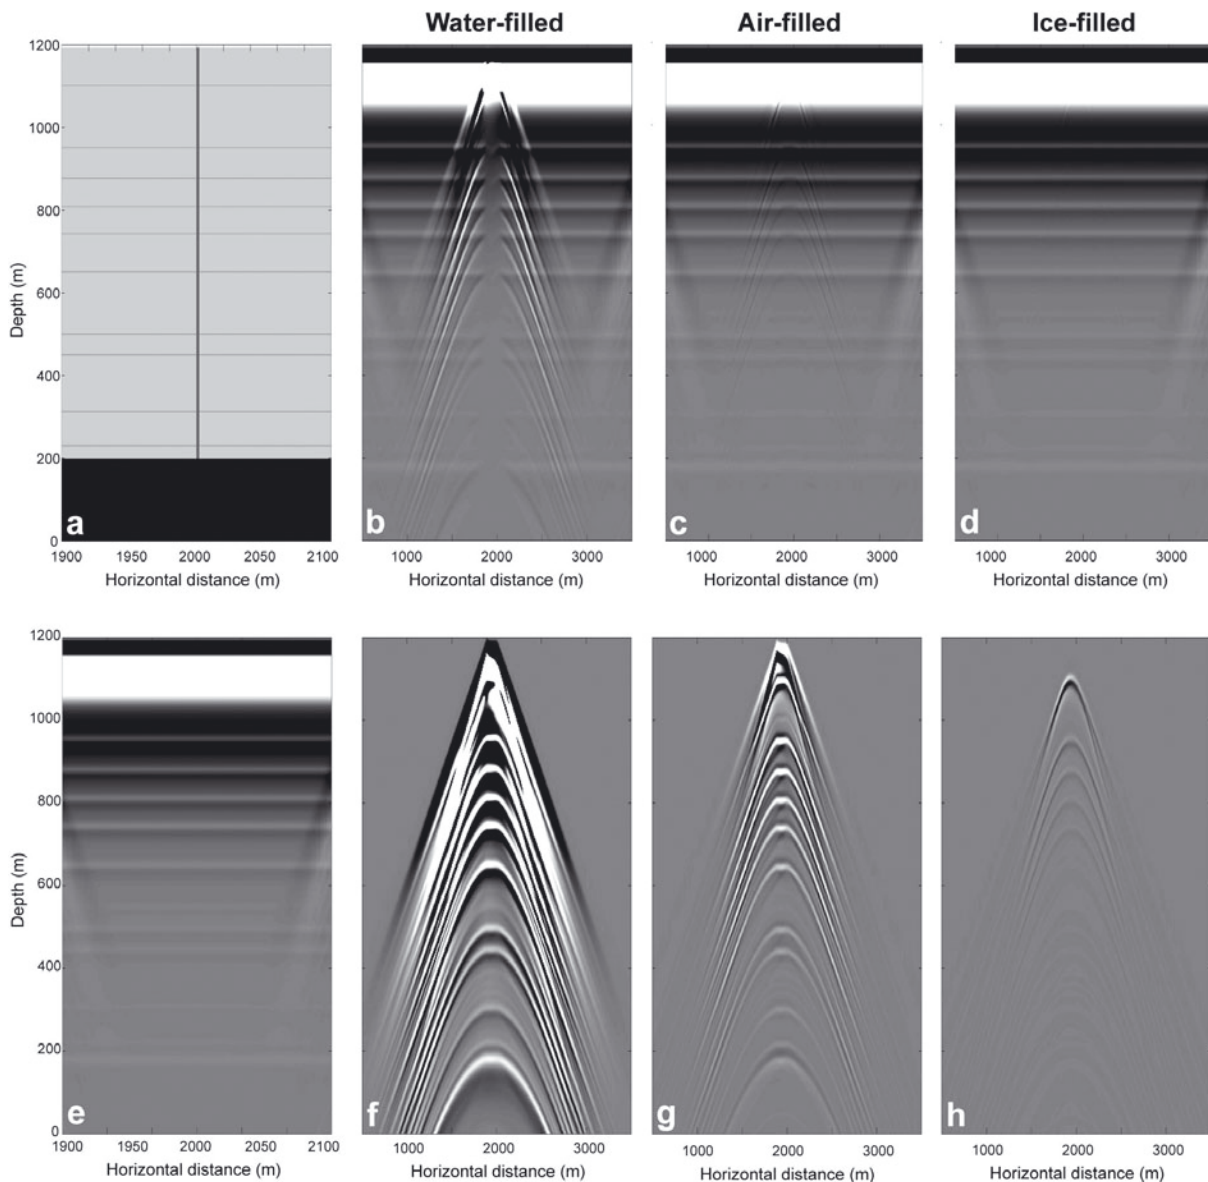 Water-filled
Air-filled
Ice-filled
1200
1000
800
600
400
200
0
Depth (m)
a
1900
1950
2000
2050
2100
Horizontal distance (m)
b
1000
2000
3000
Horizontal distance (m)
c
1000
2000
3000
Horizontal distance (m)
d
1000
2000
3000
Horizontal distance (m)
1200
1000
800
600
400
200
0
Depth (m)
e
1900
1950
2000
2050
2100
Horizontal distance (m)
f
1000
2000
3000
Horizontal distance (m)
g
1000
2000
3000
Horizontal distance (m)
h
1000
2000
3000
Horizontal distance (m)